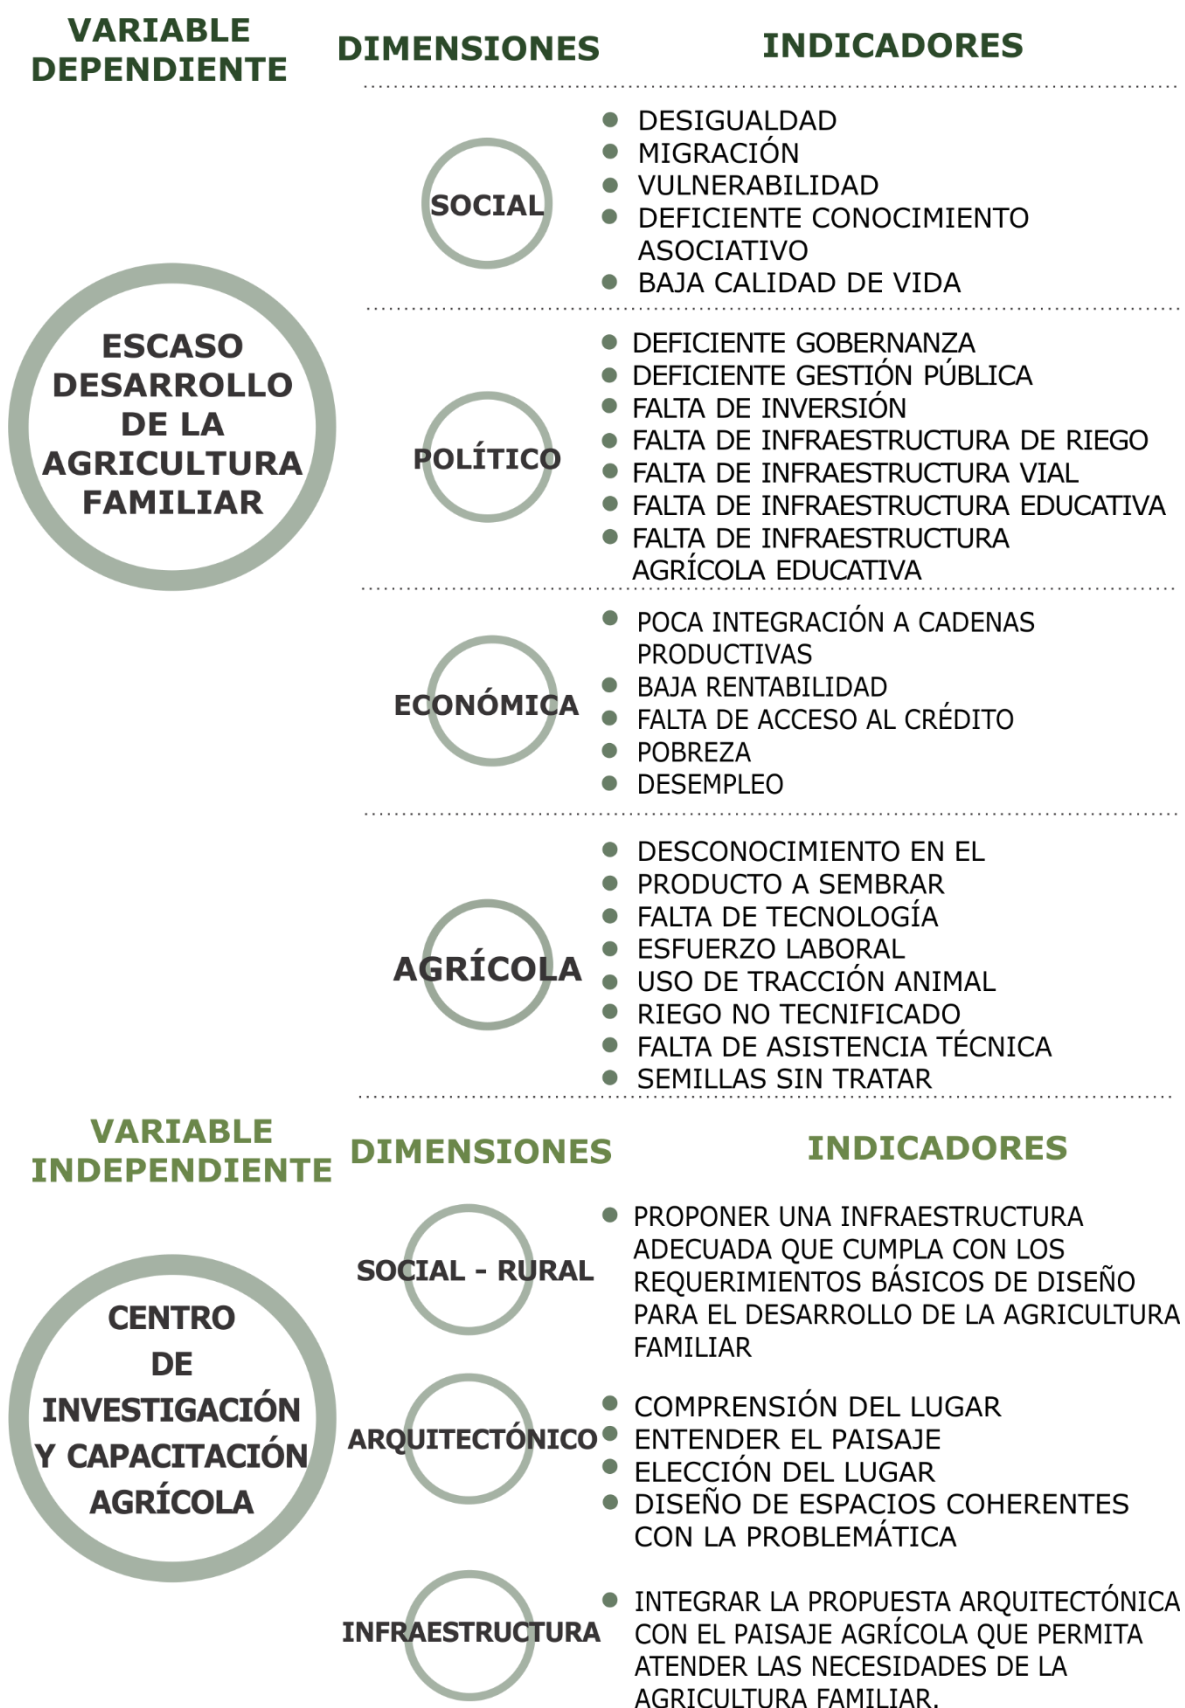 VARIABLE
DEPENDIENTE
DIMENSIONES
INDICADORES
ESCASO
DESARROLLO
DE LA
AGRICULTURA
FAMILIAR
SOCIAL
DESIGUALDAD
MIGRACIÓN
VULNERABILIDAD
DEFICIENTE CONOCIMIENTO
ASOCIATIVO
BAJA CALIDAD DE VIDA
POLÍTICO
DEFICIENTE GOBERNANZA
DEFICIENTE GESTIÓN PÚBLICA
FALTA DE INVERSIÓN
FALTA DE INFRAESTRUCTURA DE RIEGO
FALTA DE INFRAESTRUCTURA VIAL
FALTA DE INFRAESTRUCTURA EDUCATIVA
FALTA DE INFRAESTRUCTURA
AGRÍCOLA EDUCATIVA
ECONÓMICA
POCA INTEGRACIÓN A CADENAS
PRODUCTIVAS
BAJA RENTABILIDAD
FALTA DE ACCESO AL CRÉDITO
POBREZA
DESEMPLEO
AGRÍCOLA
DESCONOCIMIENTO EN EL
PRODUCTO A SEMBRAR
FALTA DE TECNOLOGÍA
ESFUERZO LABORAL
USO DE TRACCIÓN ANIMAL
RIEGO NO TECNIFICADO
FALTA DE ASISTENCIA TÉCNICA
SEMILLAS SIN TRATAR
VARIABLE
INDEPENDIENTE
DIMENSIONES
INDICADORES
CENTRO
DE
INVESTIGACIÓN
Y CAPACITACIÓN
AGRÍCOLA
SOCIAL - RURAL
PROPONER UNA INFRAESTRUCTURA
ADECUADA QUE CUMPLA CON LOS
REQUERIMIENTOS BÁSICOS DE DISEÑO
PARA EL DESARROLLO DE LA AGRICULTURA
FAMILIAR
ARQUITECTÓNICO
COMPRENSIÓN DEL LUGAR
ENTENDER EL PAISAJE
ELECCIÓN DEL LUGAR
DISEÑO DE ESPACIOS COHERENTES
CON LA PROBLEMÁTICA
INFRAESTRUCTURA
INTEGRAR LA PROPUESTA ARQUITECTÓNICA
CON EL PAISAJE AGRÍCOLA QUE PERMITA
ATENDER LAS NECESIDADES DE LA
AGRICULTURA FAMILIAR.